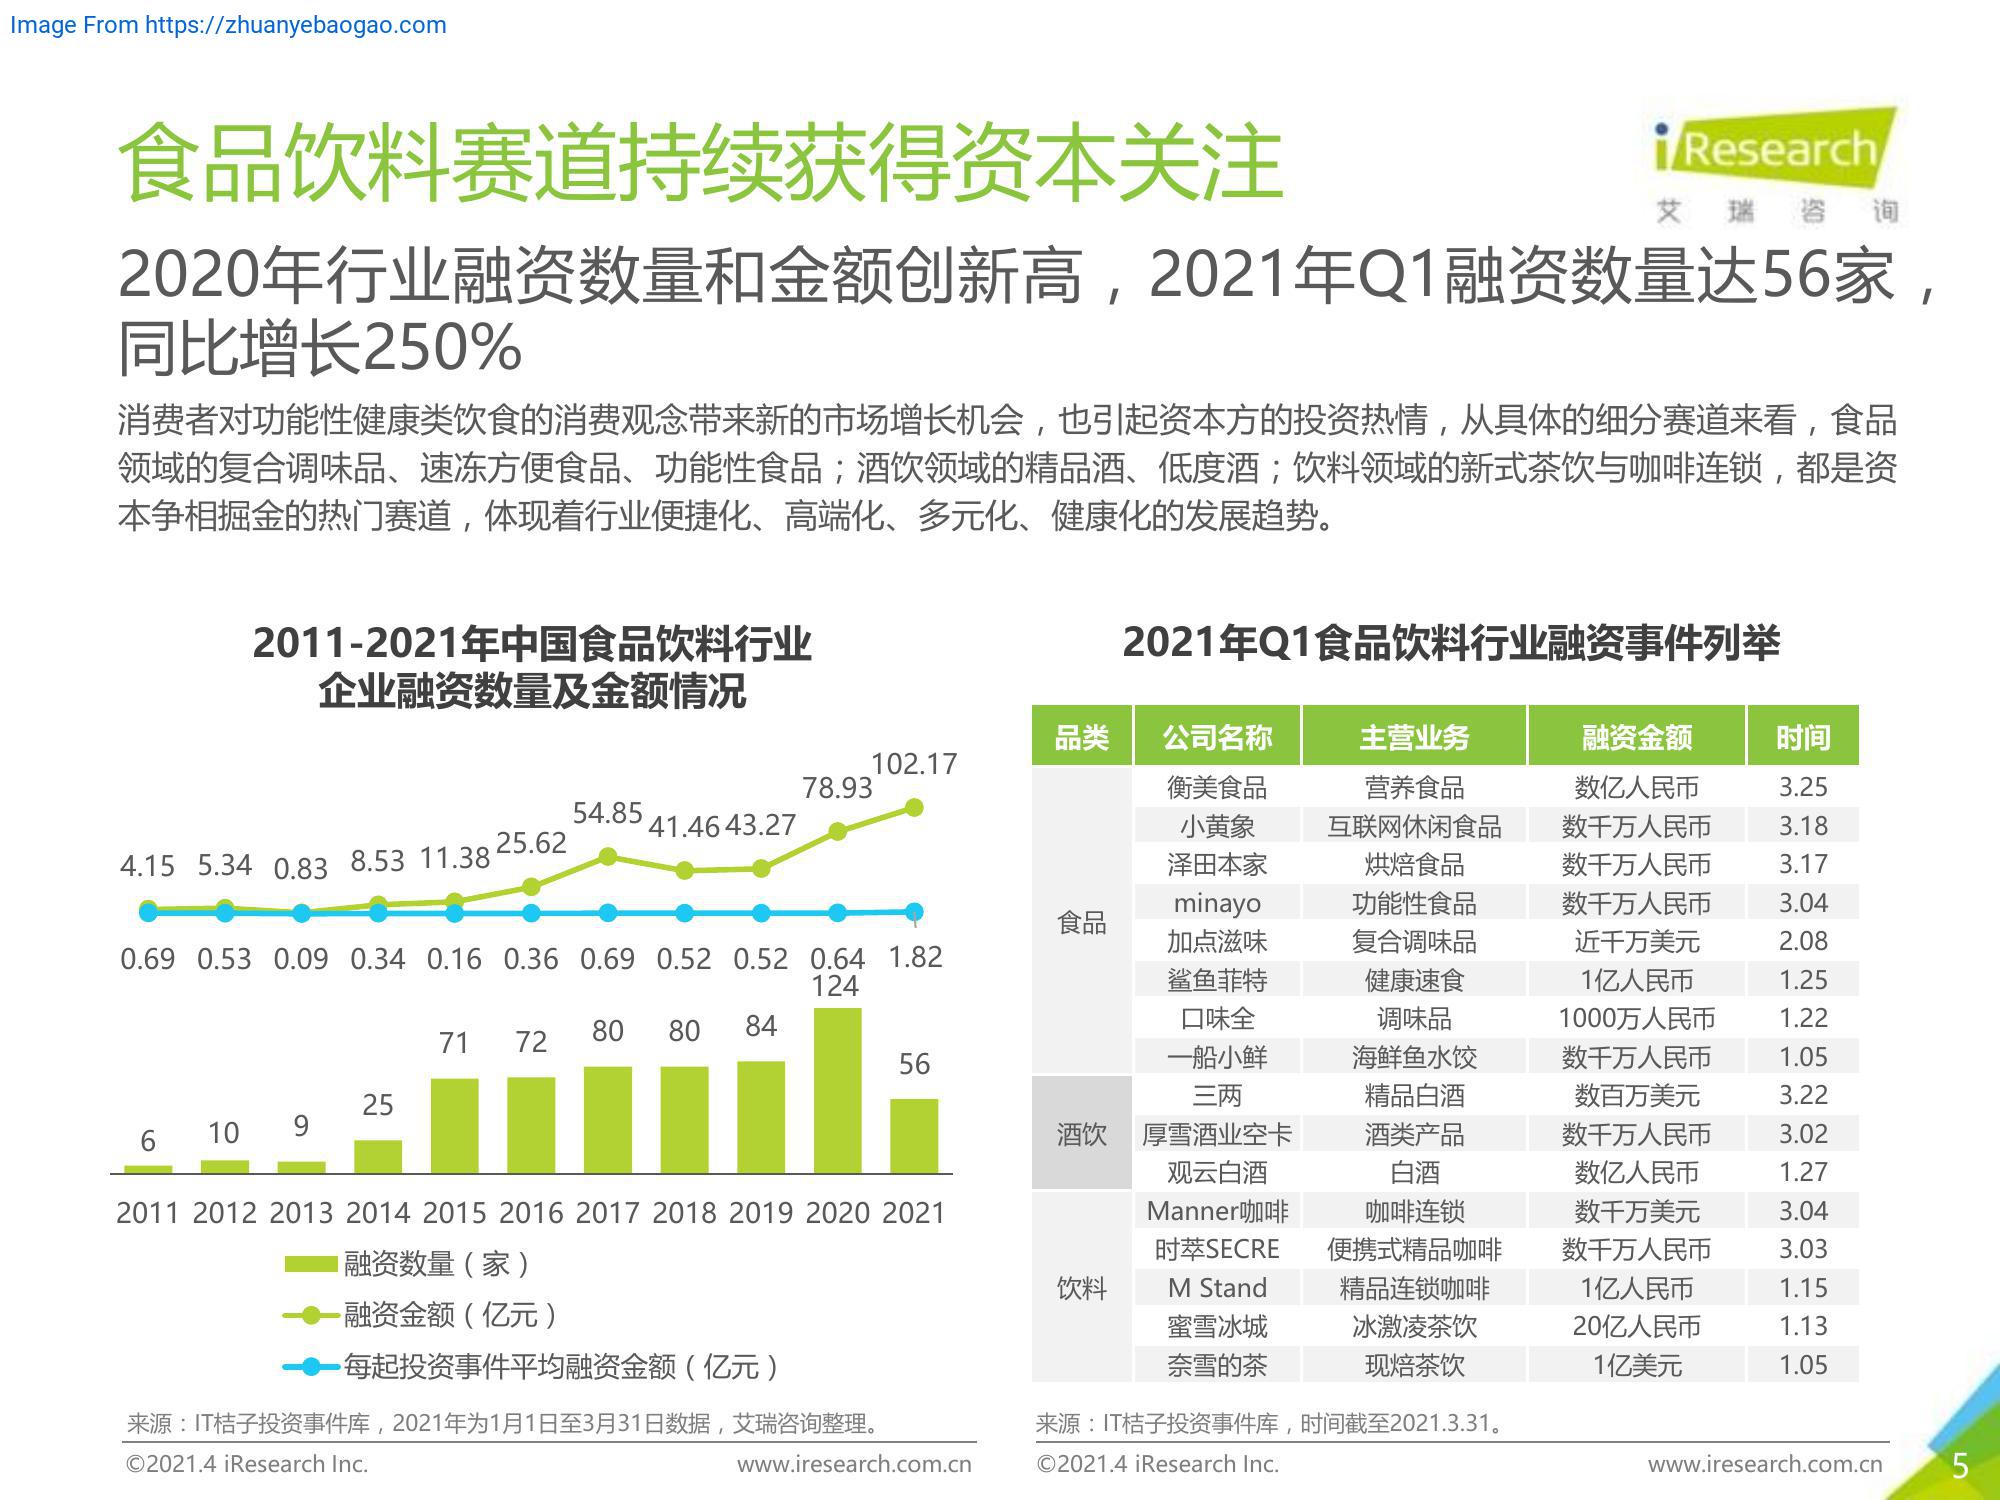 Image From https://zhuanyebaogao.com
食品饮料赛道持续获得资本关注
iResearch
艾瑞咨询
2020年行业融资数量和金额创新高，2021年Q1融资数量达56家，
同比增长250%
消费者对功能性健康类饮食的消费观念带来新的市场增长机会，也引起资本方的投资热情，从具体的细分赛道来看，食品
领域的复合调味品、速冻方便食品、功能性食品；酒饮领域的精品酒、低度酒；饮料领域的新式茶饮与咖啡连锁，都是资
本争相掘金的热门赛道，体现着行业便捷化、高端化、多元化、健康化的发展趋势。
2011-2021年中国食品饮料行业
企业融资数量及金额情况
4.15 5.34 0.83 8.53 11.38 25.62 54.85 41.46 43.27 78.93 102.17
0.69 0.53 0.09 0.34 0.16 0.36 0.69 0.52 0.52 0.64 1.82
6 10 9 25 71 72 80 80 84 124 56
2011 2012 2013 2014 2015 2016 2017 2018 2019 2020 2021
融资数量（家）
融资金额（亿元）
每起投资事件平均融资金额（亿元）
来源：IT桔子投资事件库，2021年为1月1日至3月31日数据，艾瑞咨询整理。
©2021.4 iResearch Inc. www.iresearch.com.cn
2021年Q1食品饮料行业融资事件列举
品类 公司名称 主营业务 融资金额 时间
食品
衡美食品 营养食品 数亿人民币 3.25
小黄象 互联网休闲食品 数千万人民币 3.18
泽田本家 烘焙食品 数千万人民币 3.17
minayo 功能性食品 数千万人民币 3.04
加点滋味 复合调味品 近千万美元 2.08
鲨鱼菲特 健康速食 1亿人民币 1.25
口味全 调味品 1000万人民币 1.22
一船小鲜 海鲜鱼水饺 数千万人民币 1.05
酒饮
三两 精品白酒 数百万美元 3.22
厚雪酒业空卡 酒类产品 数千万人民币 3.02
观云白酒 白酒 数亿人民币 1.27
饮料
Manner咖啡 咖啡连锁 数千万美元 3.04
时萃SECRE 便携式精品咖啡 数千万人民币 3.03
M Stand 精品连锁咖啡 1亿人民币 1.15
蜜雪冰城 冰激凌茶饮 20亿人民币 1.13
奈雪的茶 现焙茶饮 1亿美元 1.05
来源：IT桔子投资事件库，时间截至2021.3.31。
©2021.4 iResearch Inc. www.iresearch.com.cn
5